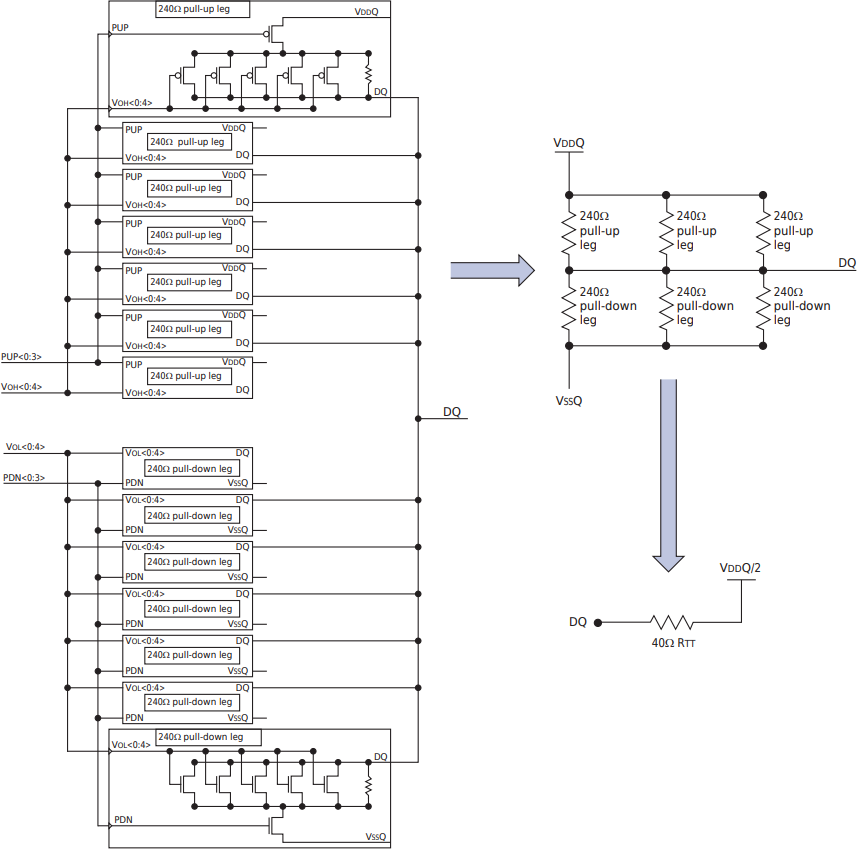 240Ω pull-up leg
VDDQ
PUP
DQ
VOH<0:4>
PUP
VDDQ
240Ω pull-up leg
VOH<0:4>
DQ
PUP
VDDQ
240Ω pull-up leg
VOH<0:4>
DQ
PUP
VDDQ
240Ω pull-up leg
VOH<0:4>
DQ
PUP
VDDQ
240Ω pull-up leg
VOH<0:4>
DQ
PUP
VDDQ
240Ω pull-up leg
VOH<0:4>
DQ
PUP<0:3>
PUP
VDDQ
240Ω pull-up leg
VOH<0:4>
VOH<0:4>
DQ
DQ
VOL<0:4>
VOL<0:4>
DQ
240Ω pull-down leg
PDN<0:3>
PDN
VSSQ
VOL<0:4>
DQ
240Ω pull-down leg
PDN
VSSQ
VOL<0:4>
DQ
240Ω pull-down leg
PDN
VSSQ
VOL<0:4>
DQ
240Ω pull-down leg
PDN
VSSQ
VOL<0:4>
DQ
240Ω pull-down leg
PDN
VSSQ
VOL<0:4>
DQ
240Ω pull-down leg
PDN
VSSQ
240Ω pull-down leg
VOL<0:4>
DQ
PDN
VSSQ
VDDQ
240Ω
pull-up
leg
240Ω
pull-up
leg
240Ω
pull-up
leg
DQ
240Ω
pull-down
leg
240Ω
pull-down
leg
240Ω
pull-down
leg
VSSQ
VDDQ/2
DQ
40Ω RTT